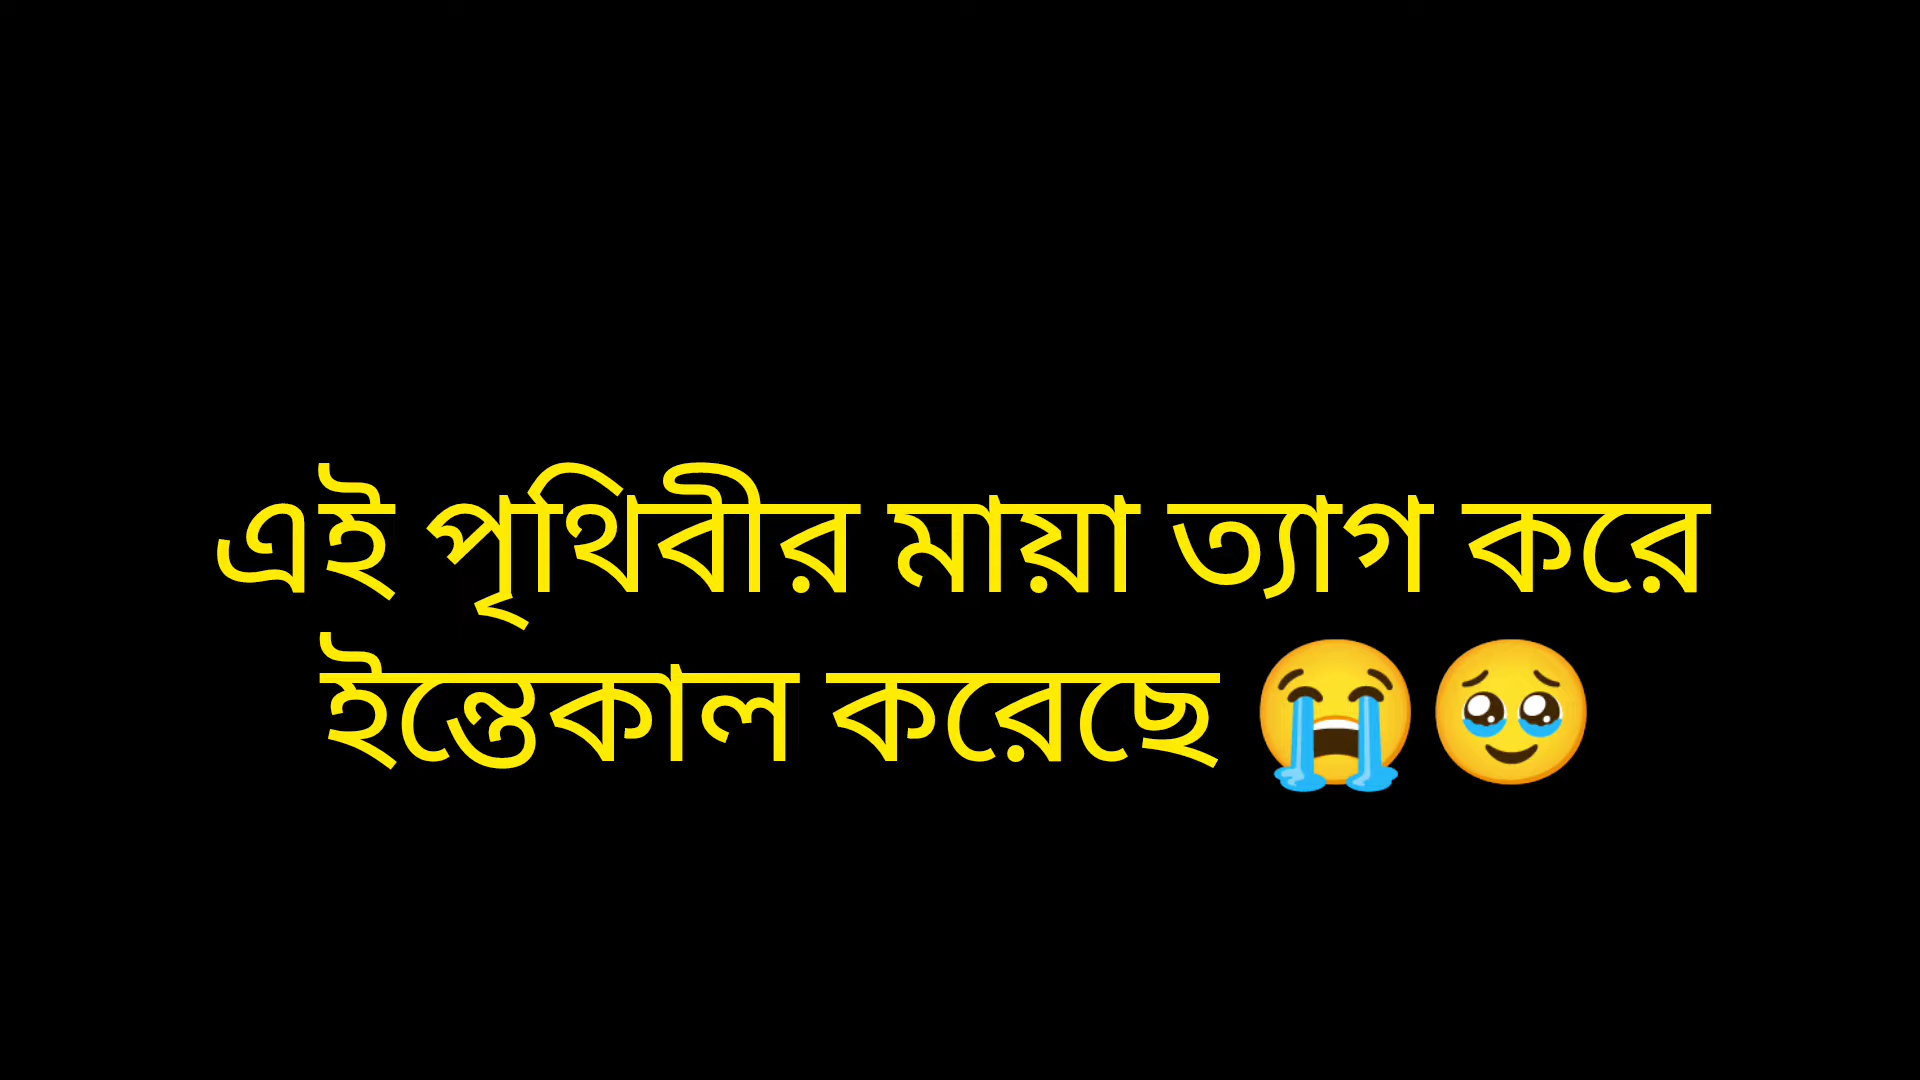 এই পৃথিবীর মায়া ত্যাগ করে
ইন্তেকাল করেছে 😭🥹